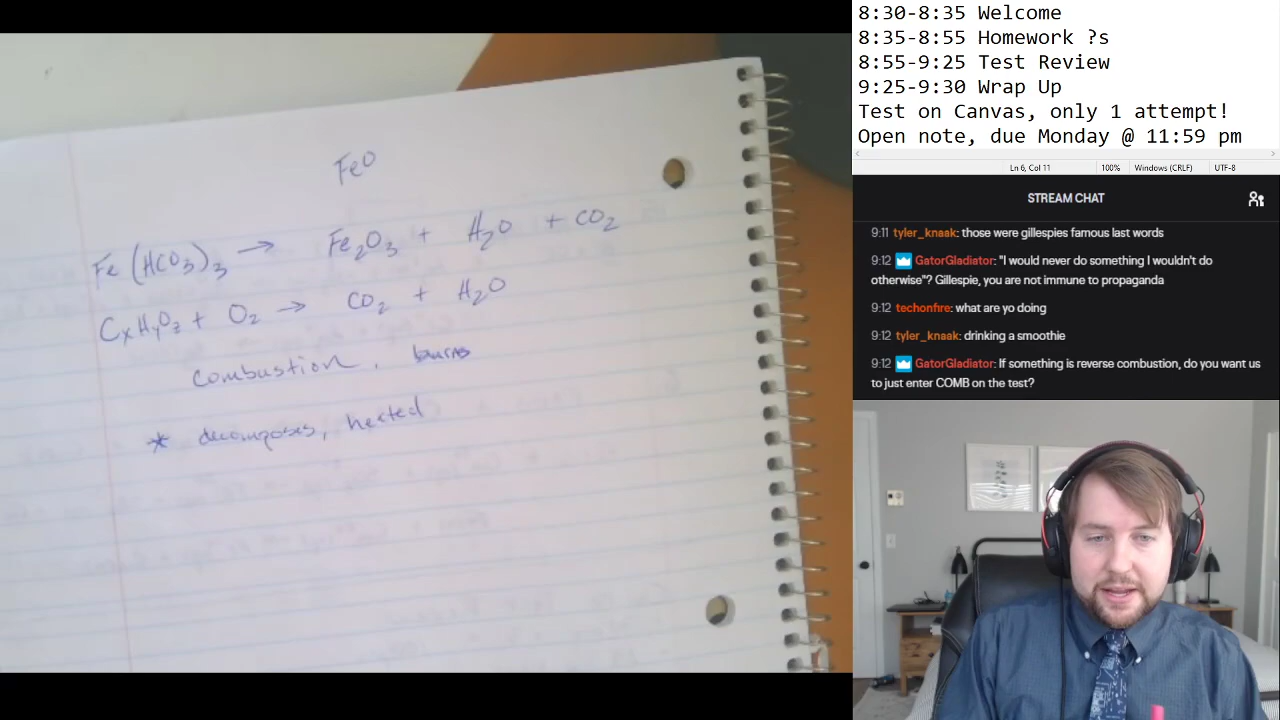 FeO
Fe(HCO3)3 → Fe2O3 + H2O + CO2
CxHyOz + O2 → CO2 + H2O
combustion, burns
* decomposes, heated
8:30-8:35 Welcome
8:35-8:55 Homework ?s
8:55-9:25 Test Review
9:25-9:30 Wrap Up
Test on Canvas, only 1 attempt!
Open note, due Monday @ 11:59 pm
Ln 6, Col 11 100% Windows (CRLF) UTF-8
STREAM CHAT
9:11 tyler_knaak: those were gillespies famous last words
9:12 GatorGladiator: "I would never do something I wouldn't do
otherwise"? Gillespie, you are not immune to propaganda
9:12 techonfire: what are yo doing
9:12 tyler_knaak: drinking a smoothie
9:12 GatorGladiator: If something is reverse combustion, do you want us
to just enter COMB on the test?